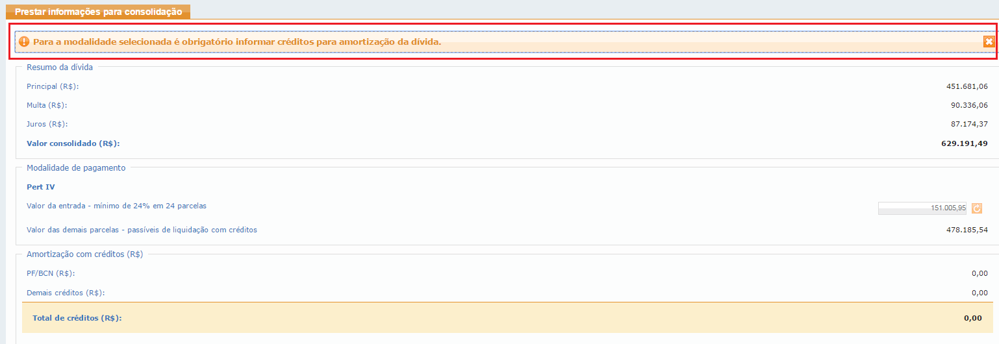 Prestar informações para consolidação
Para a modalidade selecionada é obrigatório informar créditos para amortização da dívida.
Resumo da dívida
Principal (R$): 451.681,06
Multa (R$): 90.336,06
Juros (R$): 87.174,37
Valor consolidado (R$): 629.191,49
Modalidade de pagamento
Pert IV
Valor da entrada - mínimo de 24% em 24 parcelas 151.005,95
Valor das demais parcelas - passíveis de liquidação com créditos 478.185,54
Amortização com créditos (R$)
PF/BCN (R$): 0,00
Demais créditos (R$): 0,00
Total de créditos (R$): 0,00